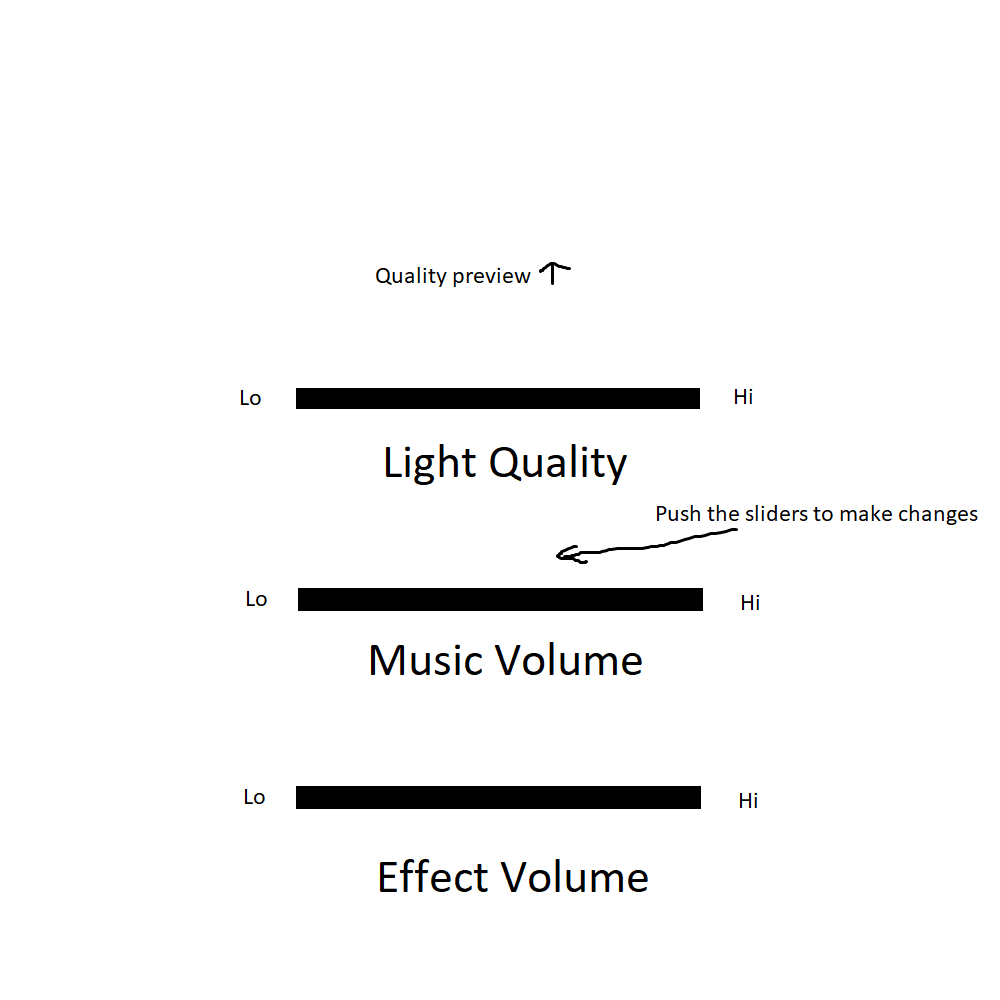 Quality preview
Lo
Hi
Light Quality
Push the sliders to make changes
Lo
Hi
Music Volume
Lo
Hi
Effect Volume